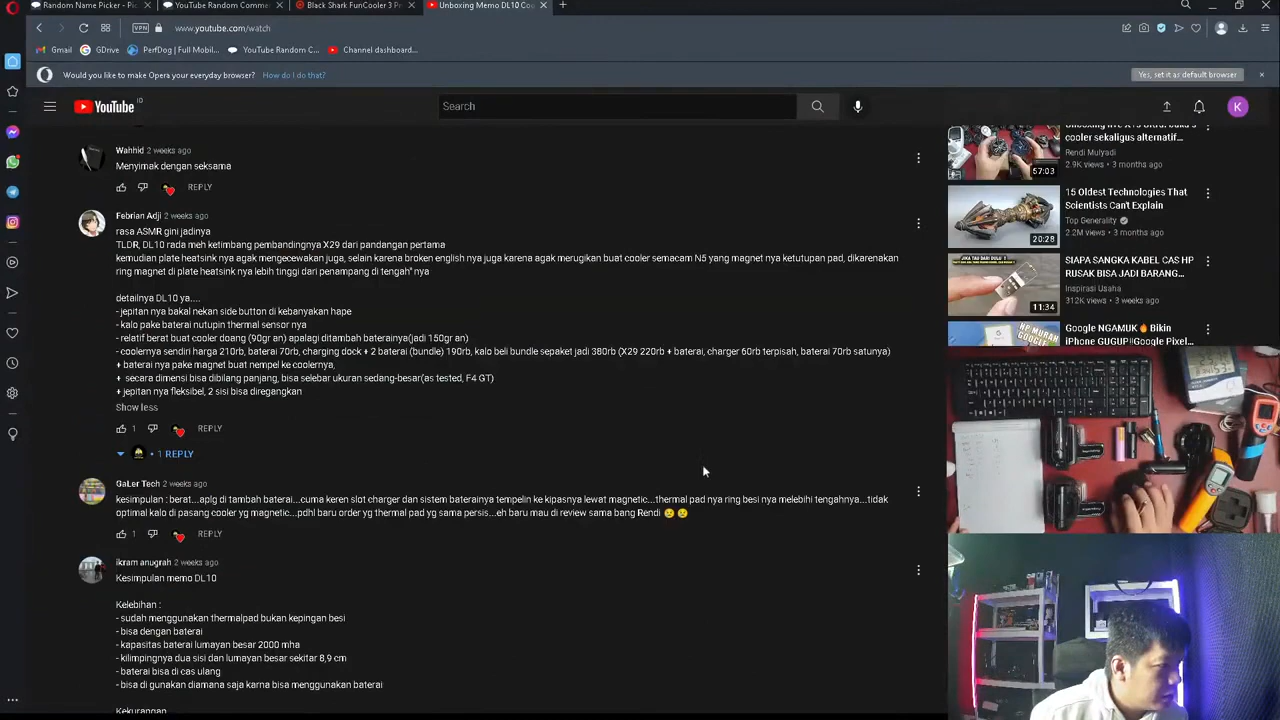 Random Name Picker -
YouTube Random Comme
Black Shark FunCooler 3 P
Unboxing Memo DL10 Coo
VPN
www.youtube.com/watch
Gmail
GDrive
PerfDog | Full Mobil...
YouTube Random C...
Channel dashboard...
Would you like to make Opera your everyday browser? How do I do that?
Yes, set it as default browser
YouTube ID
Search
K
Wahhid 2 weeks ago
Menyimak dengan seksama
REPLY
Febrian Adji 2 weeks ago
rasa ASMR gini jadinya
TLDR, DL10 rada meh ketimbang pembandingnya X29 dari pandangan pertama
kemudian plate heatsink nya agak mengecewakan juga, selain karena broken english nya juga karena agak merugikan buat cooler semacam N5 yang magnet nya ketutupan pad, dikarenakan
ring magnet di plate heatsink nya lebih tinggi dari penampang di tengah" nya
detailnya DL10 ya....
- jepitan nya bakal nekan side button di kebanyakan hape
- kalo pake baterai nutupin thermal sensor nya
- relatif berat buat cooler doang (90gr an) apalagi ditambah baterainya(jadi 150gr an)
- coolernya sendiri harga 210rb, baterai 70rb, charging dock + 2 baterai (bundle) 190rb, kalo beli bundle sepaket jadi 380rb (X29 220rb + baterai, charger 60rb terpisah, baterai 70rb satunya)
+ baterai nya pake magnet buat nempel ke coolernya,
+ secara dimensi bisa dibilang panjang, bisa selebar ukuran sedang-besar(as tested, F4 GT)
+ jepitan nya fleksibel, 2 sisi bisa diregangkan
Show less
1 REPLY
• 1 REPLY
GaLer Tech 2 weeks ago
kesimpulan : berat...aplg di tambah baterai...cuma keren slot charger dan sistem baterainya tempelin ke kipasnya lewat magnetic...thermal pad nya ring besi nya melebihi tengahnya...tidak
optimal kalo di pasang cooler yg magnetic...pdhl baru order yg thermal pad yg sama persis...eh baru mau di review sama bang Rendi 😢😢
1 REPLY
ikram anugrah 2 weeks ago
Kesimpulan memo DL10
Kelebihan :
- sudah menggunakan thermalpad bukan kepingan besi
- bisa dengan baterai
- kapasitas baterai lumayan besar 2000 mha
- kilimpingnya dua sisi dan lumayan besar sekitar 8,9 cm
- baterai bisa di cas ulang
- bisa di gunakan diamana saja karna bisa menggunakan baterai
Kekurangan
cooler sekaligus alternatif...
Rendi Mulyadi
2.9K views • 3 months ago
57:03
15 Oldest Technologies That
Scientists Can't Explain
Top Generality
2.2M views • 3 months ago
20:28
SIAPA SANGKA KABEL CAS HP
RUSAK BISA JADI BARANG...
Inspirasi Usaha
312K views • 3 weeks ago
11:34
Google NGAMUK🔥Bikin
iPhone GUGUP!!Google Pixel...
HP MURAH